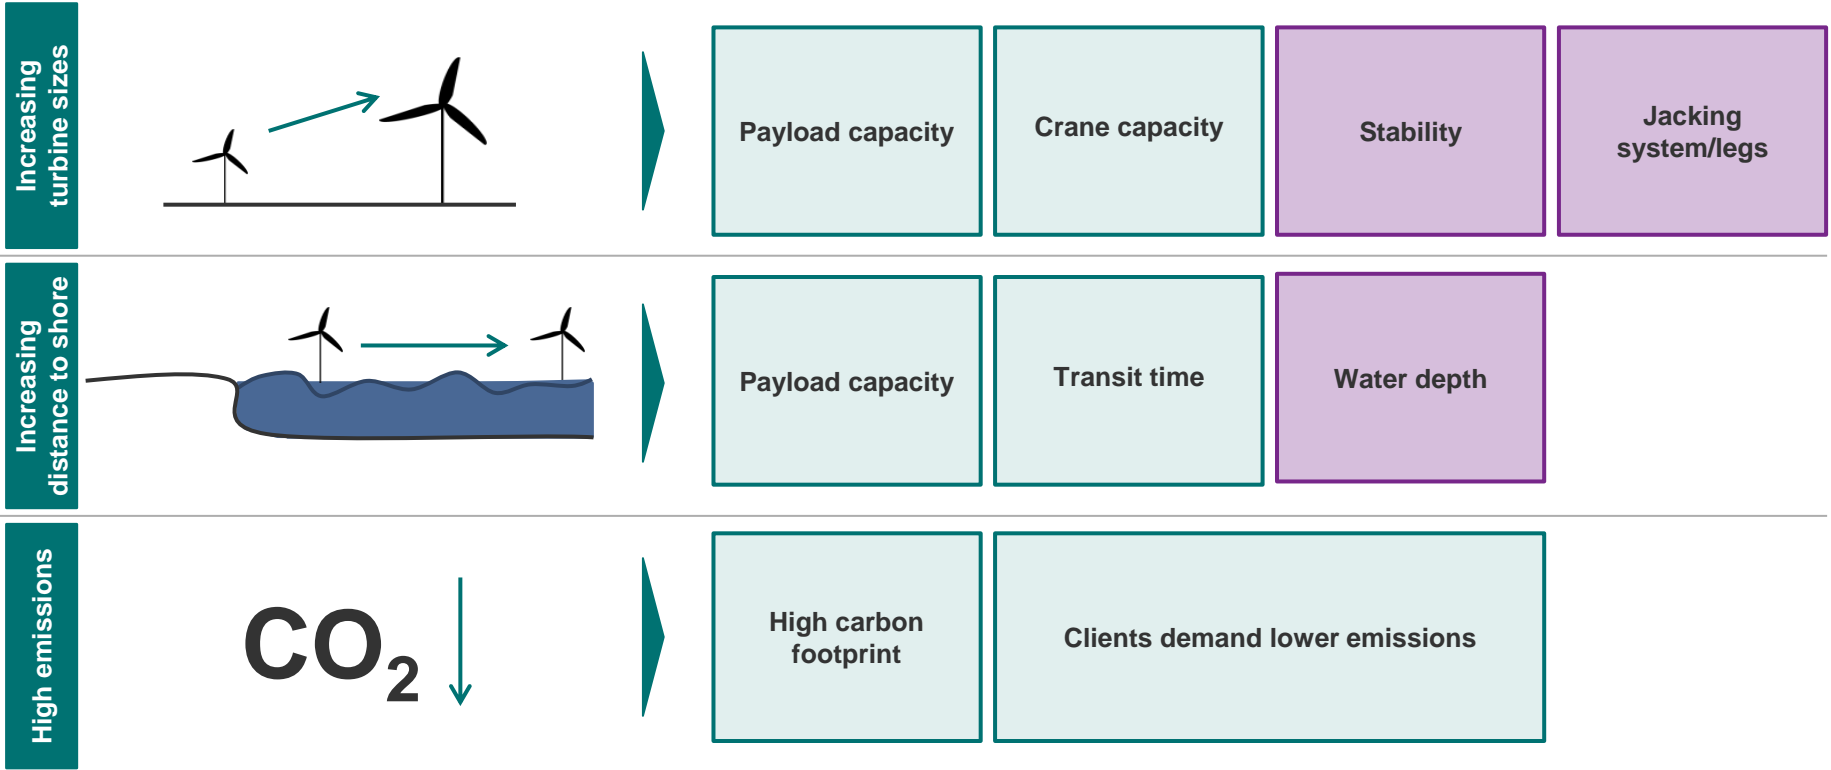 Increasing
turbine sizes
Payload capacity
Crane capacity
Stability
Jacking
system/legs
Increasing
distance to shore
Payload capacity
Transit time
Water depth
High emissions
CO₂
High carbon
footprint
Clients demand lower emissions